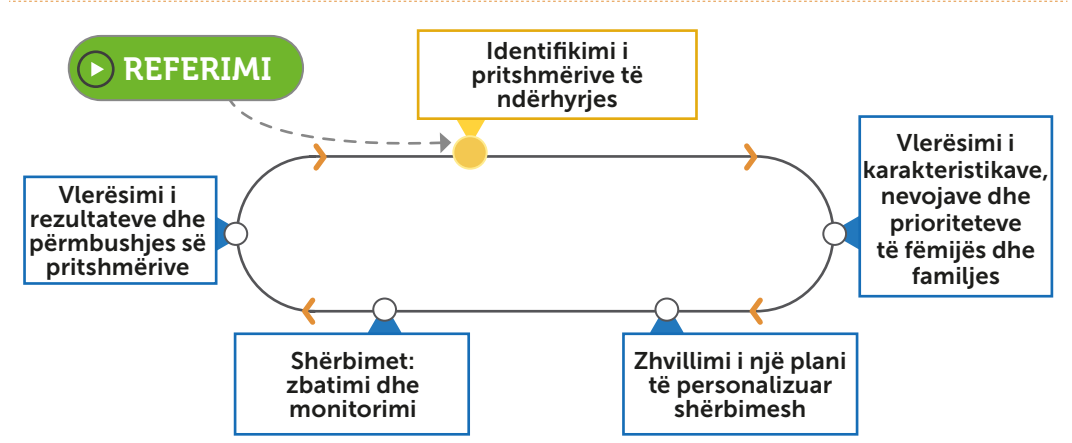 REFERIMI
Identifikimi i
pritshmërive të
ndërhyrjes
Vlerësimi i
karakteristikave,
nevojave dhe
prioriteteve
të fëmijës dhe
familjes
Zhvillimi i një plani
të personalizuar
shërbimesh
Shërbimet:
zbatimi dhe
monitorimi
Vlerësimi i
rezultateve dhe
përmbushjes së
pritshmërive